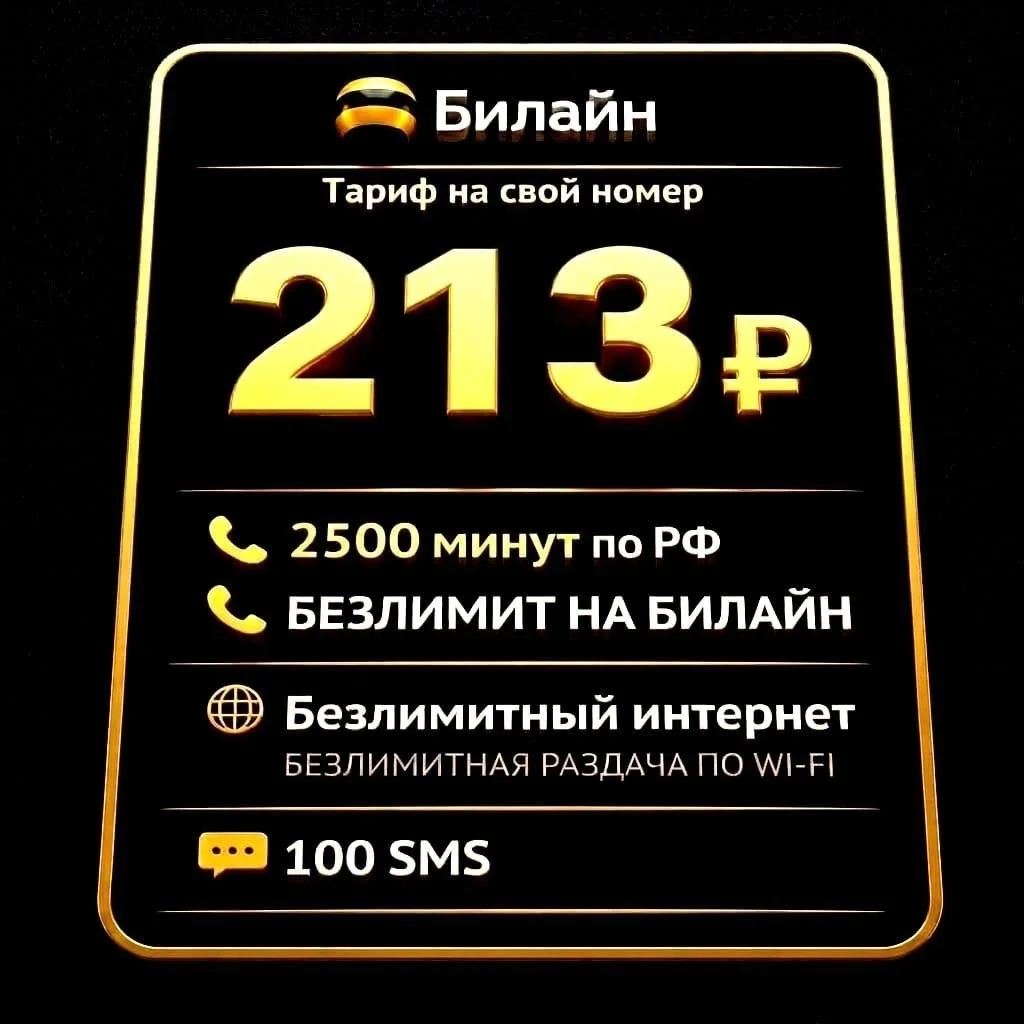 Билайн
Тариф на свой номер
213₽
2500 минут по РФ
БЕЗЛИМИТ НА БИЛАЙН
Безлимитный интернет
БЕЗЛИМИТНАЯ РАЗДАЧА ПО WI-FI
100 SMS